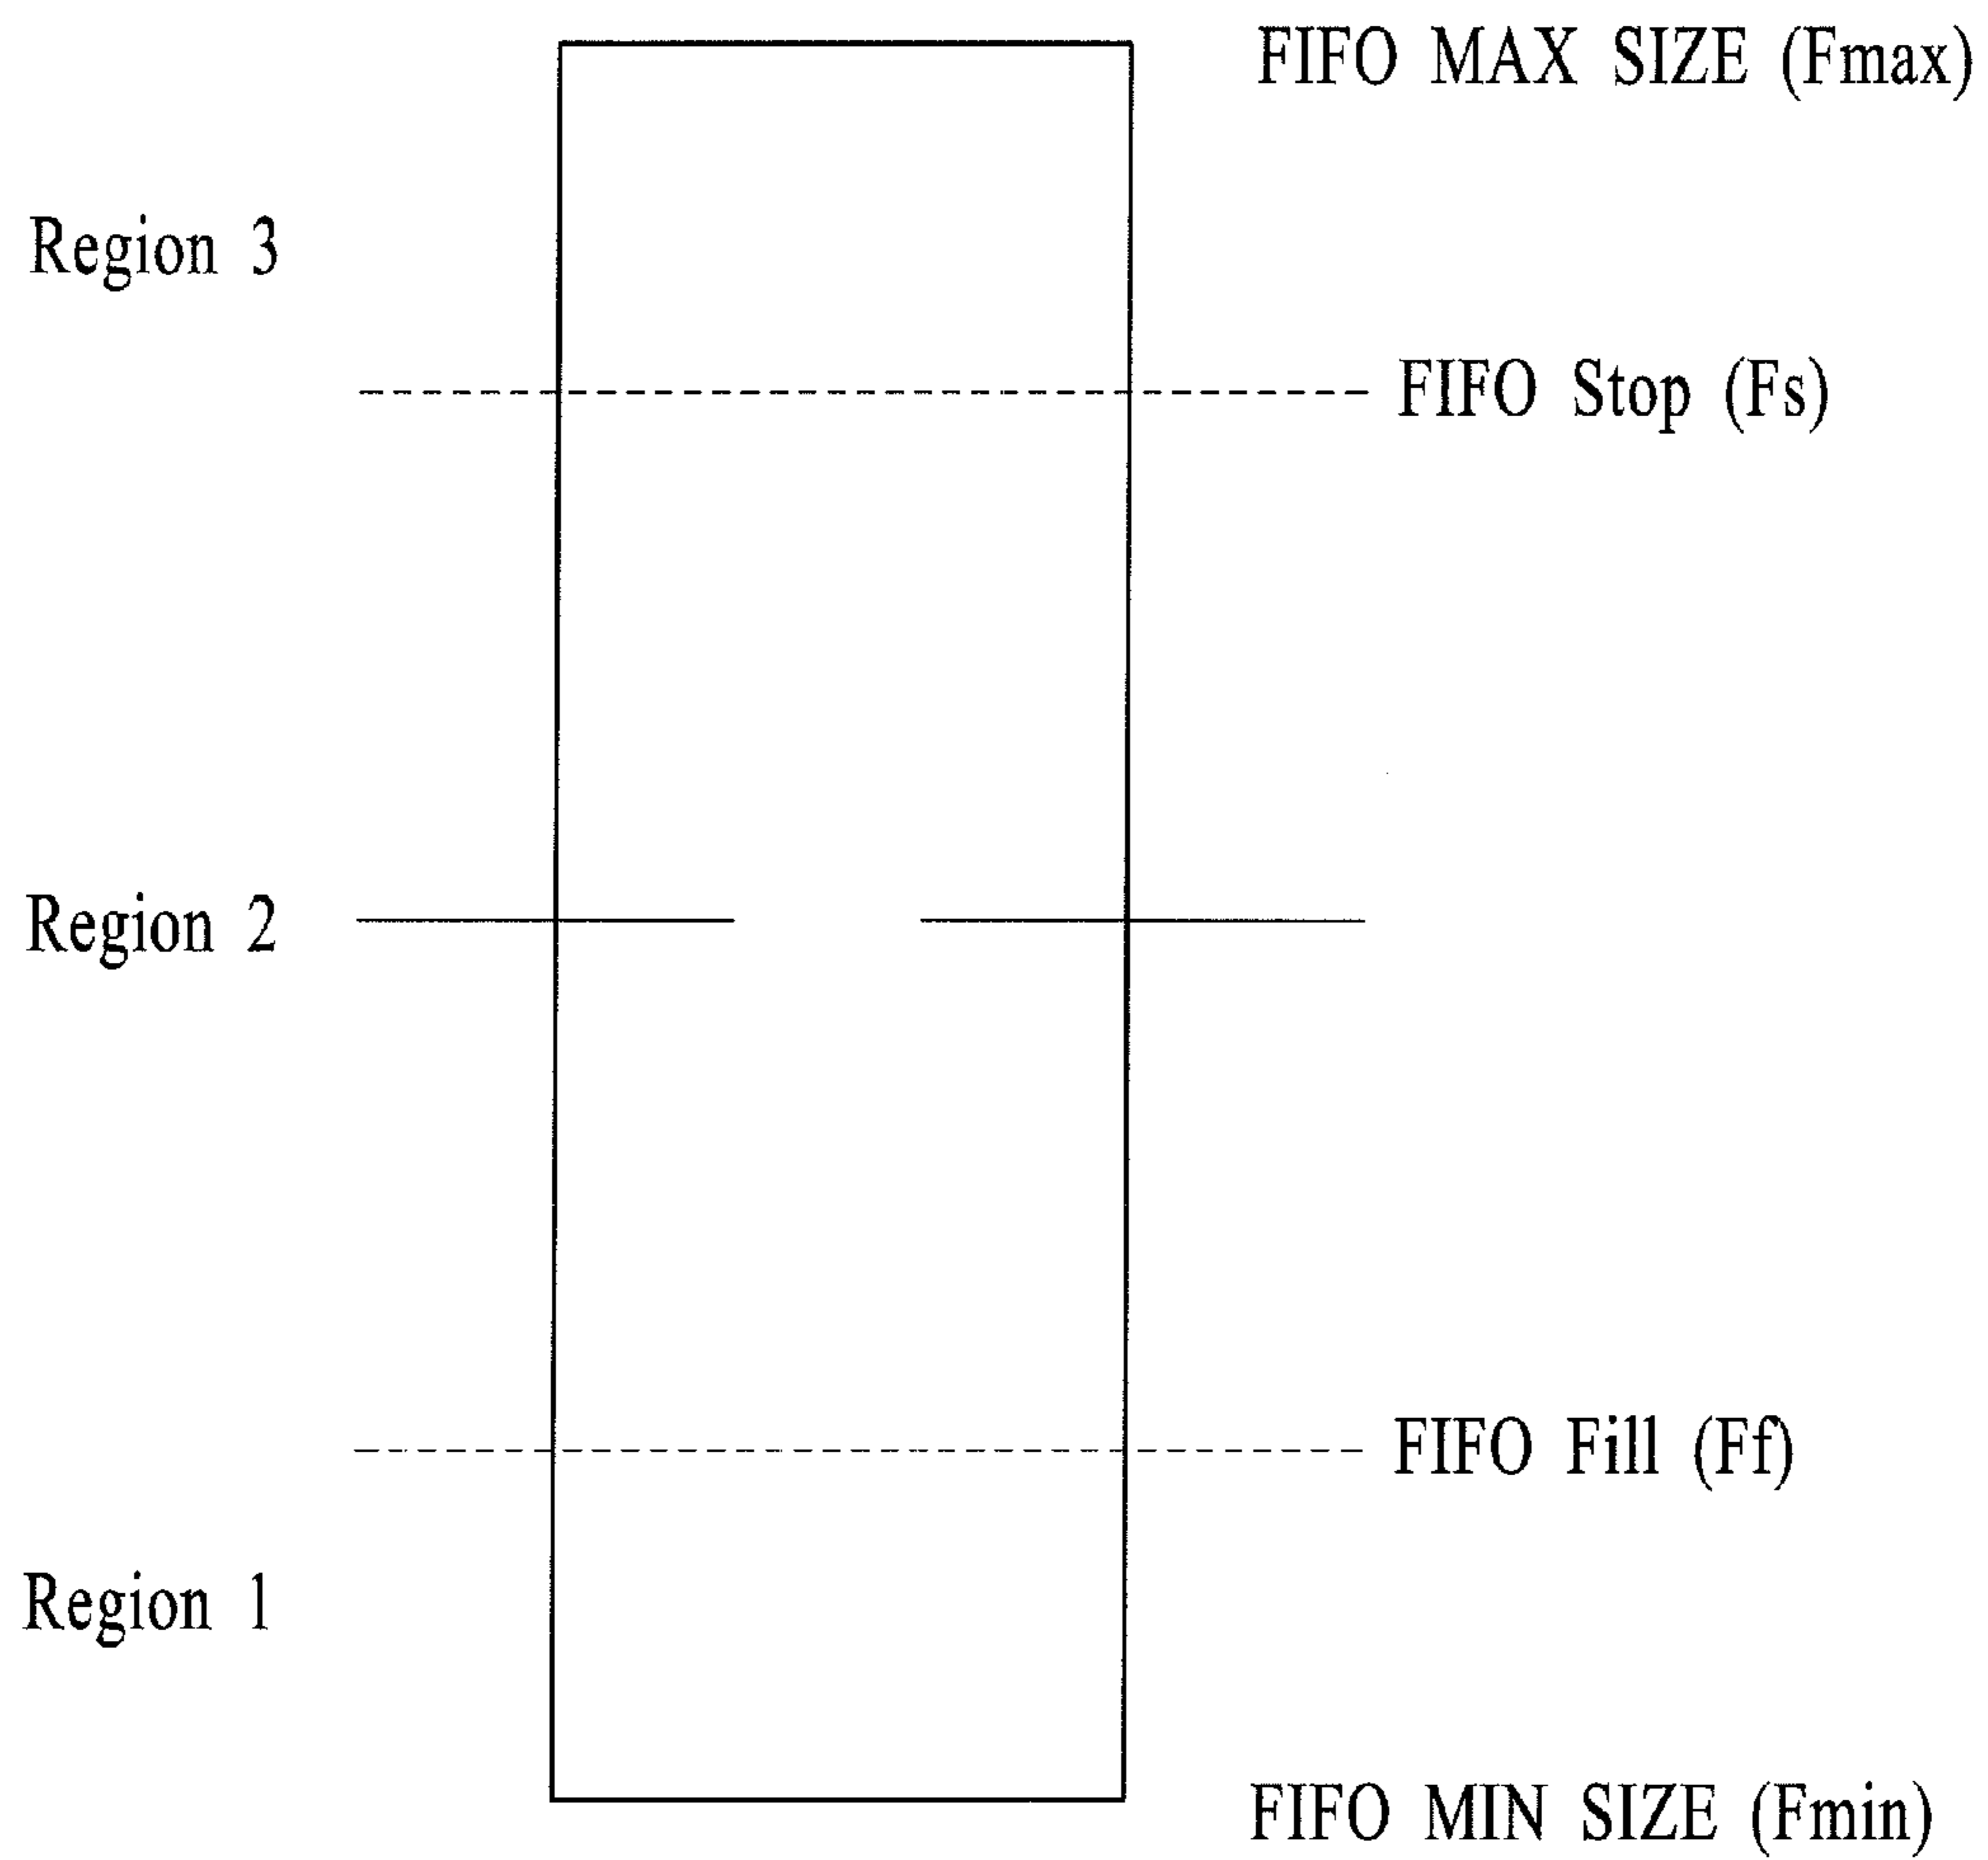 FIFO MAX SIZE (Fmax)
Region 3
FIFO Stop (Fs)
Region 2
FIFO Fill (Ff)
Region 1
FIFO MIN SIZE (Fmin)